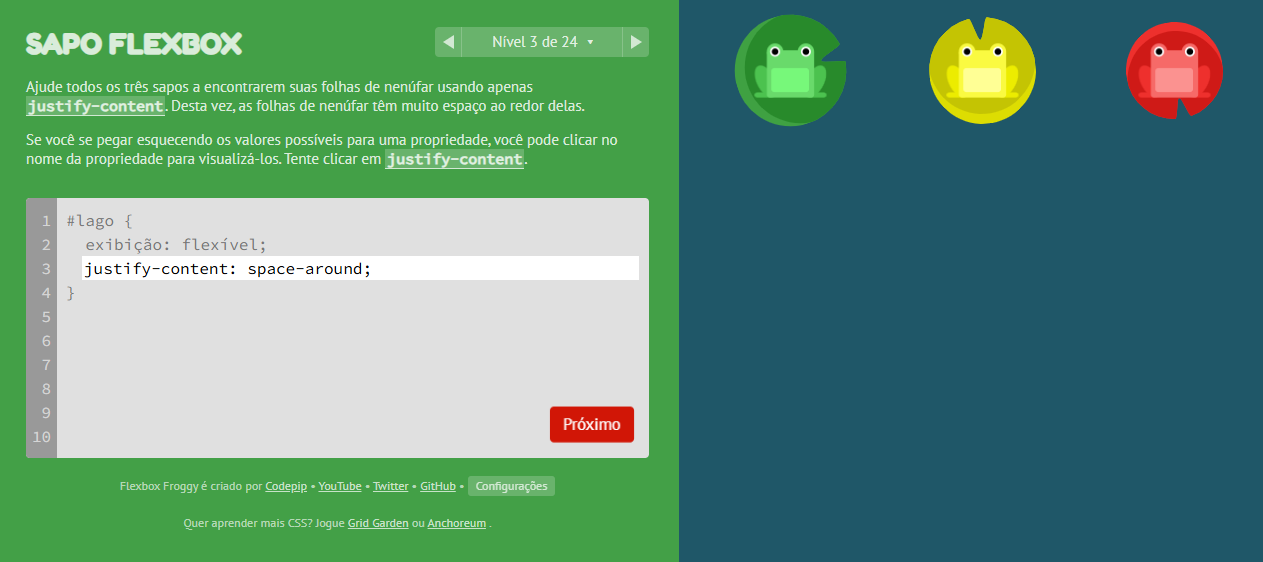 SAPO FLEXBOX
Nível 3 de 24
Ajude todos os três sapos a encontrarem suas folhas de nenúfar usando apenas
justify-content. Desta vez, as folhas de nenúfar têm muito espaço ao redor delas.
Se você se pegar esquecendo os valores possíveis para uma propriedade, você pode clicar no
nome da propriedade para visualizá-los. Tente clicar em justify-content.
1 #lago {
2 exibição: flexível;
3 justify-content: space-around;
4 }
5
6
7
8
9
10
Próximo
Flexbox Froggy é criado por Codepip • YouTube • Twitter • GitHub • Configurações
Quer aprender mais CSS? Jogue Grid Garden ou Anchoreum .